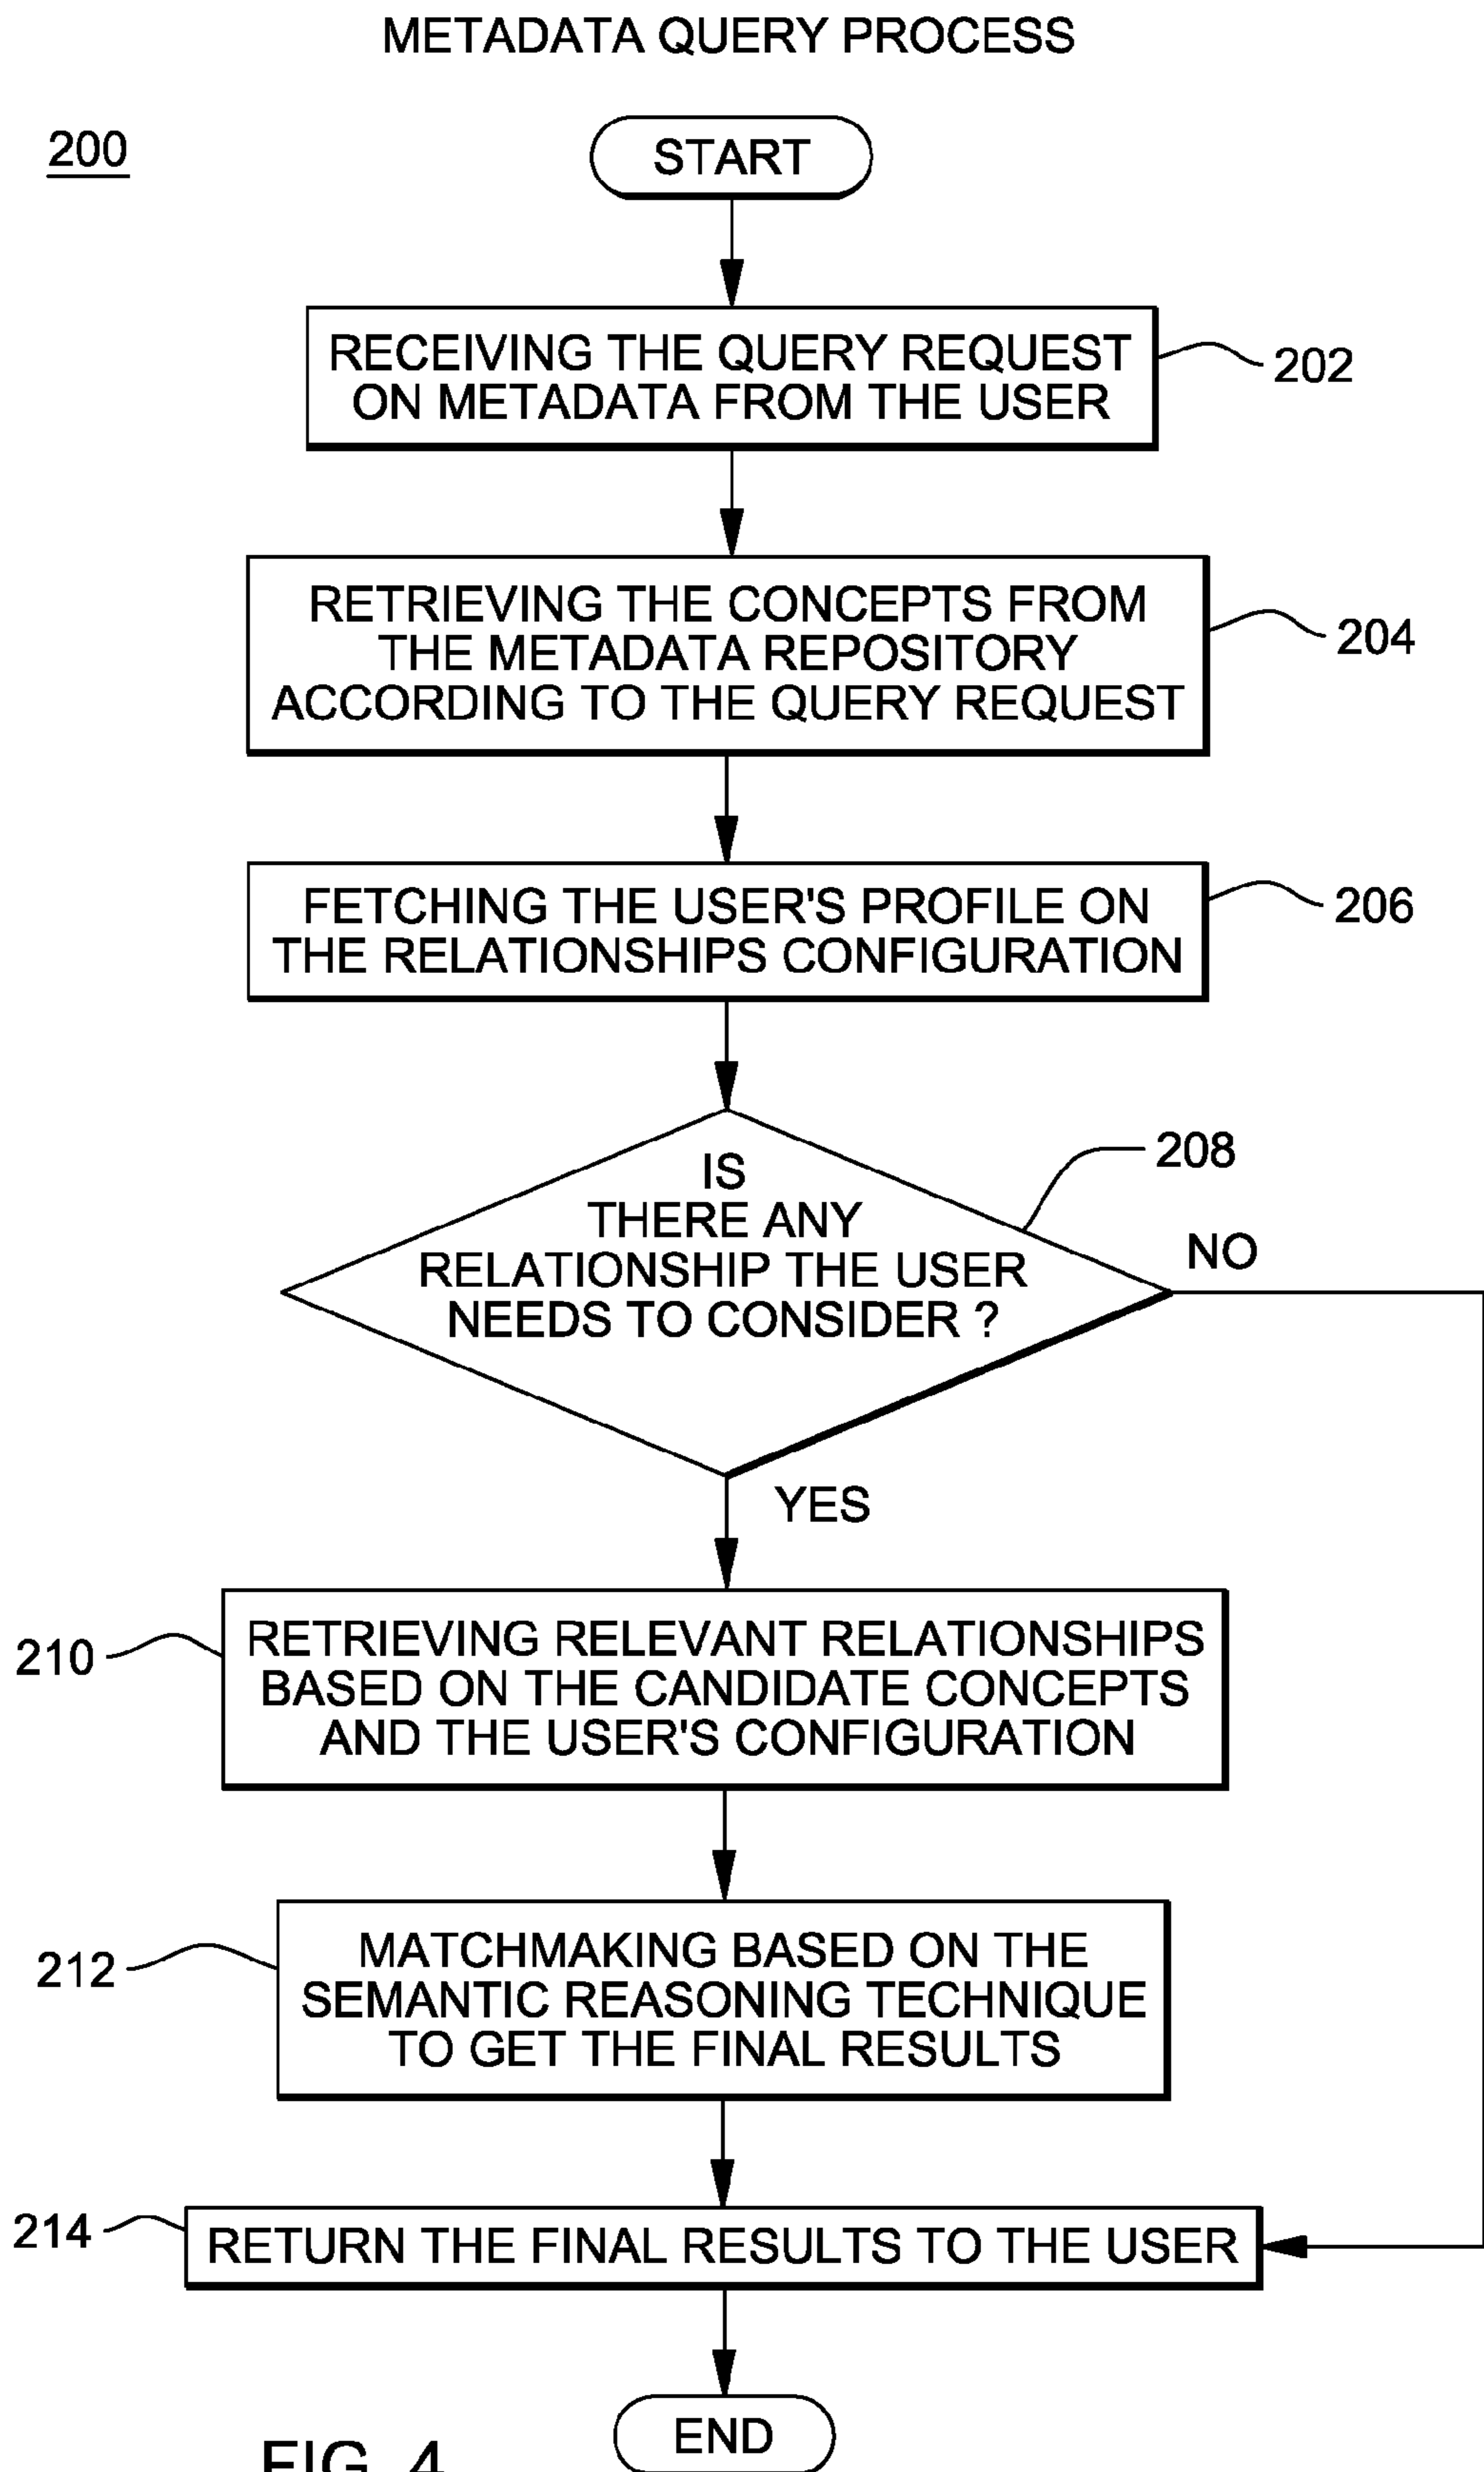 METADATA QUERY PROCESS
200
START
RECEIVING THE QUERY REQUEST
ON METADATA FROM THE USER
202
RETRIEVING THE CONCEPTS FROM
THE METADATA REPOSITORY
ACCORDING TO THE QUERY REQUEST
204
FETCHING THE USER'S PROFILE ON
THE RELATIONSHIPS CONFIGURATION
206
IS
THERE ANY
RELATIONSHIP THE USER
NEEDS TO CONSIDER ?
208
NO
YES
210
RETRIEVING RELEVANT RELATIONSHIPS
BASED ON THE CANDIDATE CONCEPTS
AND THE USER'S CONFIGURATION
212
MATCHMAKING BASED ON THE
SEMANTIC REASONING TECHNIQUE
TO GET THE FINAL RESULTS
214
RETURN THE FINAL RESULTS TO THE USER
END
FIG. 4